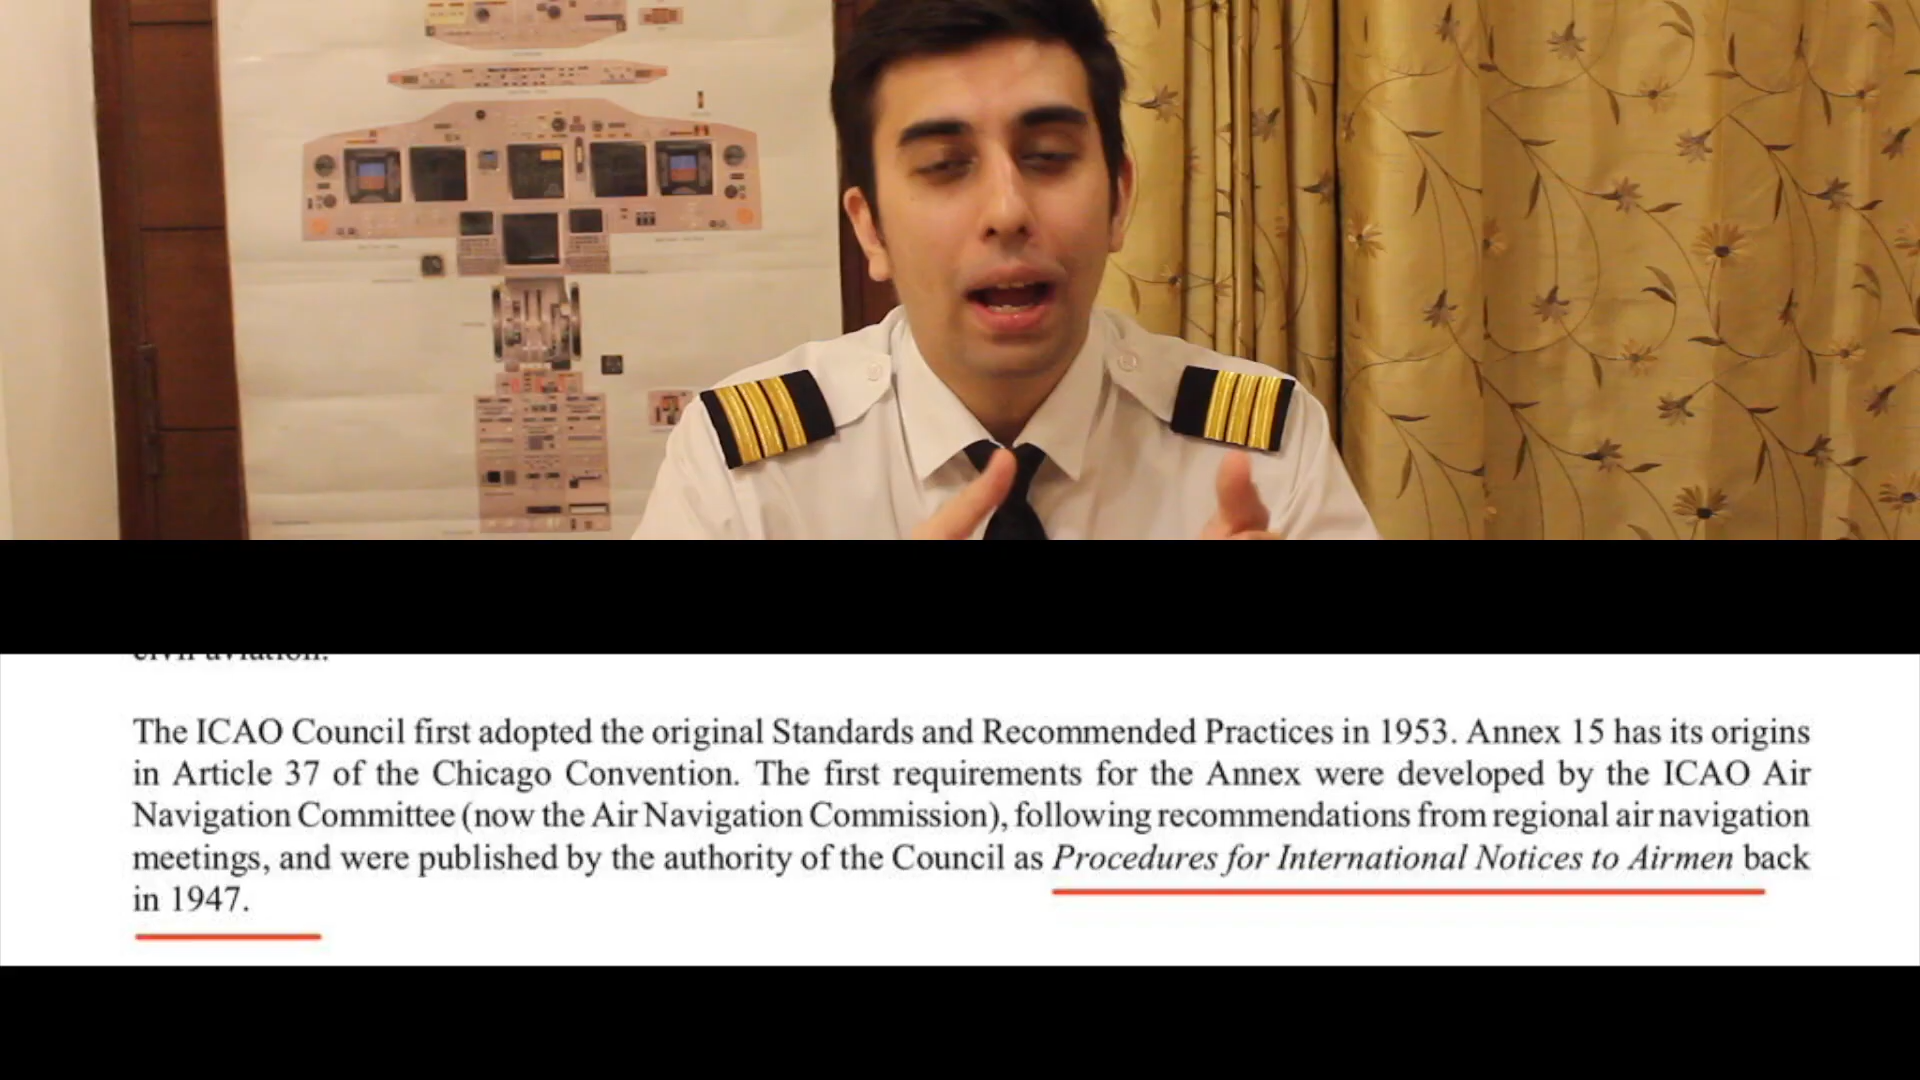 civil aviation.
The ICAO Council first adopted the original Standards and Recommended Practices in 1953. Annex 15 has its origins
in Article 37 of the Chicago Convention. The first requirements for the Annex were developed by the ICAO Air
Navigation Committee (now the Air Navigation Commission), following recommendations from regional air navigation
meetings, and were published by the authority of the Council as Procedures for International Notices to Airmen back
in 1947.